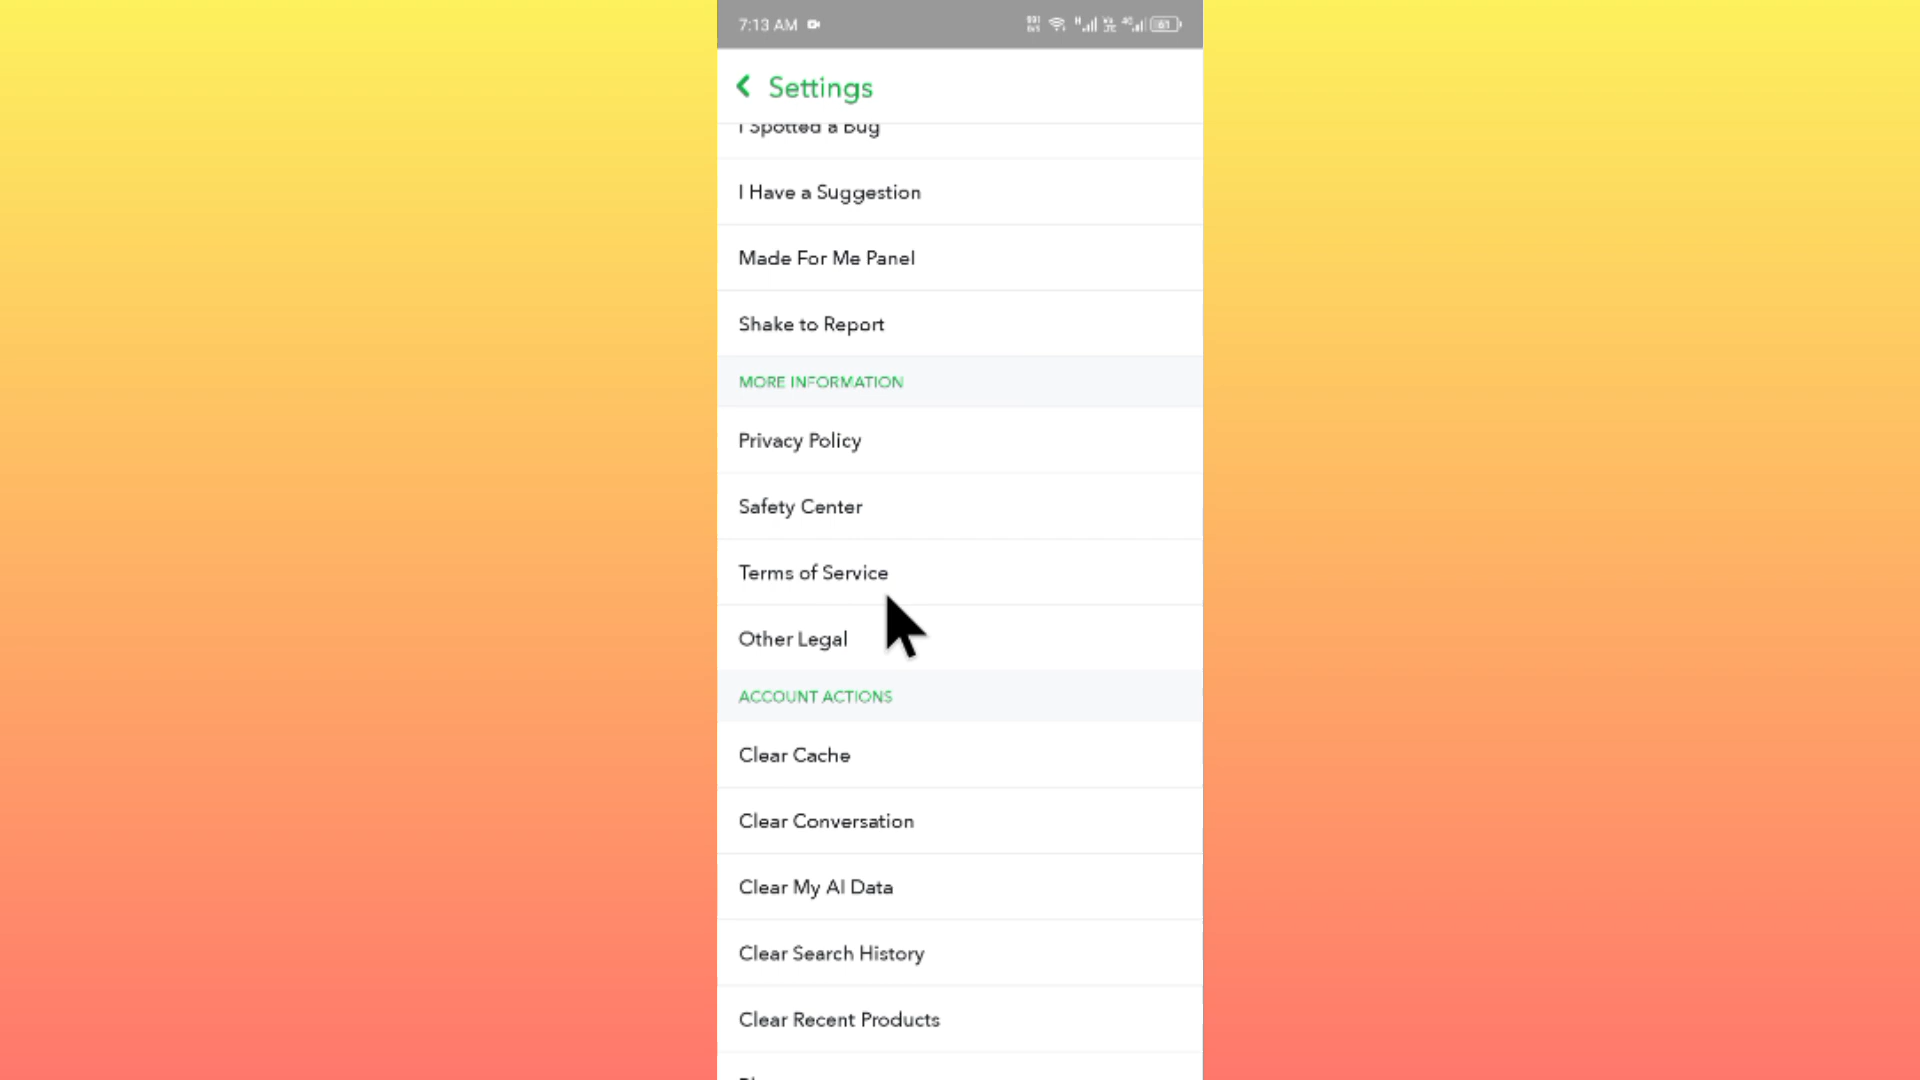 7:13 AM
61
Settings
I Spotted a Bug
I Have a Suggestion
Made For Me Panel
Shake to Report
MORE INFORMATION
Privacy Policy
Safety Center
Terms of Service
Other Legal
ACCOUNT ACTIONS
Clear Cache
Clear Conversation
Clear My AI Data
Clear Search History
Clear Recent Products